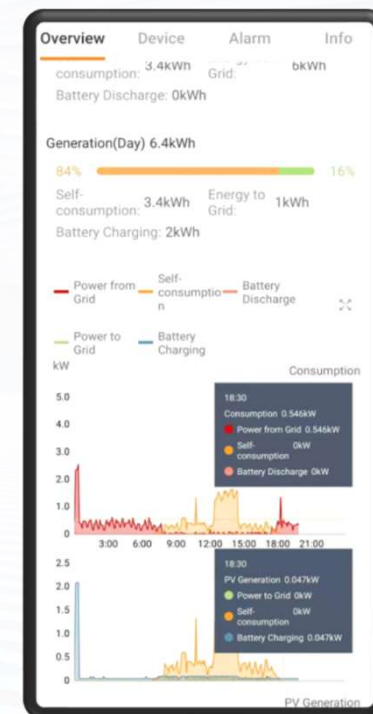 Overview Device Alarm Info
consumption: 3.4kWh Grid: 6kWh
Battery Discharge: 0kWh
Generation(Day) 6.4kWh
84% 16%
Self-consumption: 3.4kWh Energy to Grid: 1kWh
Battery Charging: 2kWh
Power from Grid Self-consumption Battery Discharge
Power to Grid Battery Charging
kW
Consumption
5.0
4.0
3.0
2.0
1.0
0
18:30
Consumption 0.546kW
Power from Grid 0.546kW
Self-consumption 0kW
Battery Discharge 0kW
3:00 6:00 9:00 12:00 15:00 18:00 21:00
2.5
2.0
1.5
1.0
0.5
0
18:30
PV Generation 0.047kW
Power to Grid 0kW
Self-consumption 0kW
Battery Charging 0.047kW
PV Generation